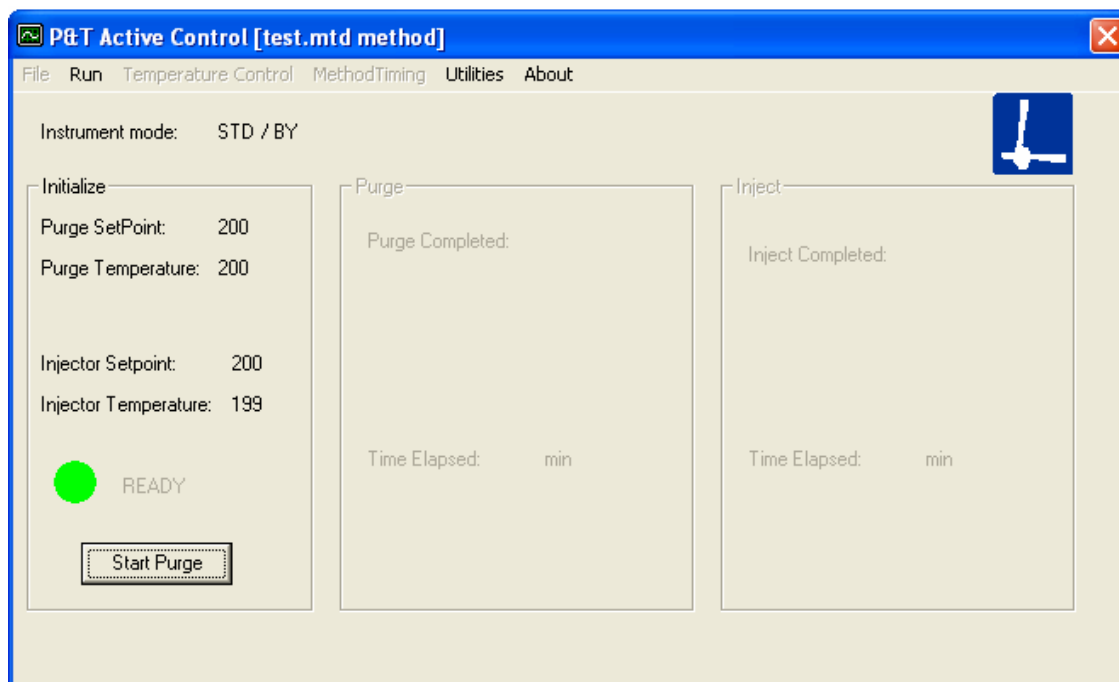 P&T Active Control [test.mtd method]
File Run Temperature Control MethodTiming Utilities About
Instrument mode: STD / BY
Initialize
Purge SetPoint: 200
Purge Temperature: 200
Injector Setpoint: 200
Injector Temperature: 199
READY
Start Purge
Purge
Purge Completed:
Time Elapsed: min
Inject
Inject Completed:
Time Elapsed: min